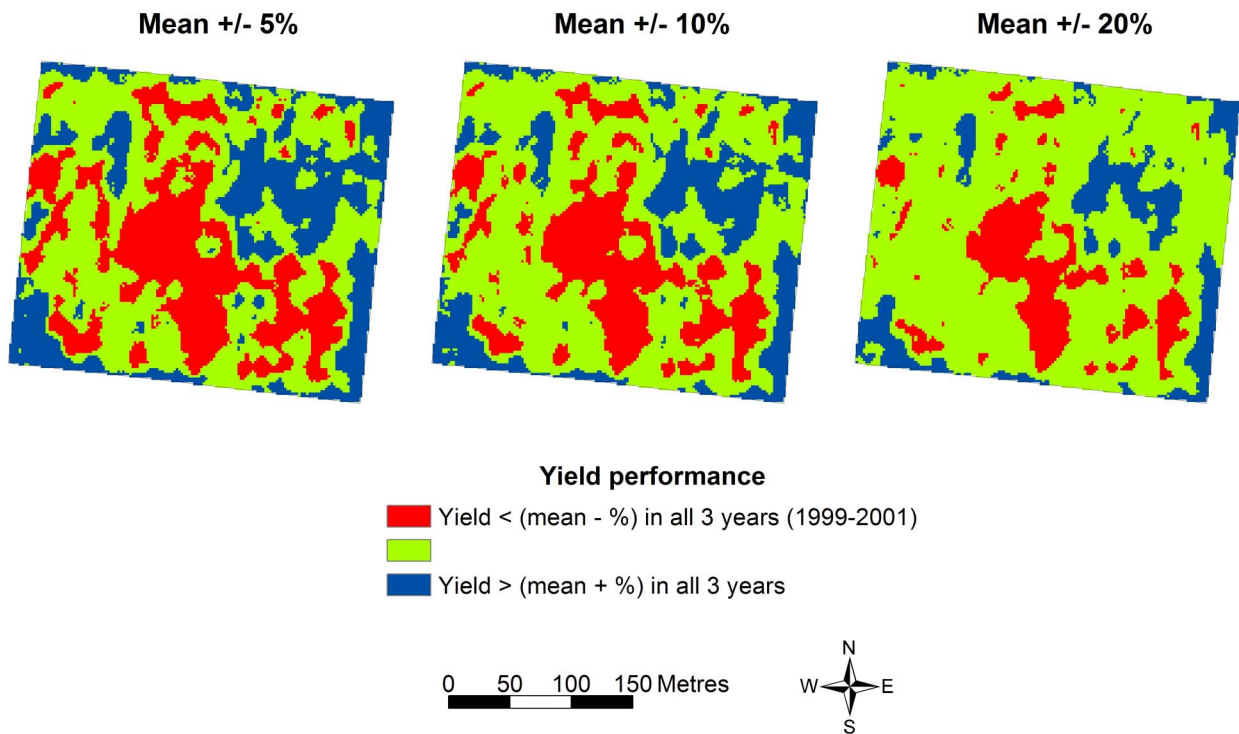 Mean +/- 5%
Mean +/- 10%
Mean +/- 20%
Yield performance
Yield < (mean - %) in all 3 years (1999-2001)
Yield > (mean + %) in all 3 years
0 50 100 150 Metres
N
W E
S